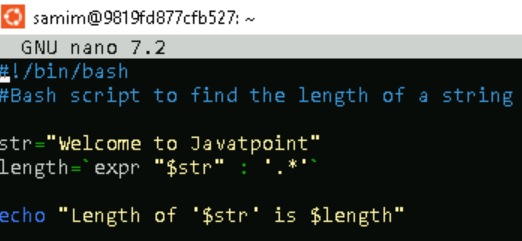 samim@9819fd877cfb527: ~
GNU nano 7.2
#!/bin/bash
#Bash script to find the length of a string
str="Welcome to Javatpoint"
length=`expr "$str" : '.*'`
echo "Length of '$str' is $length"